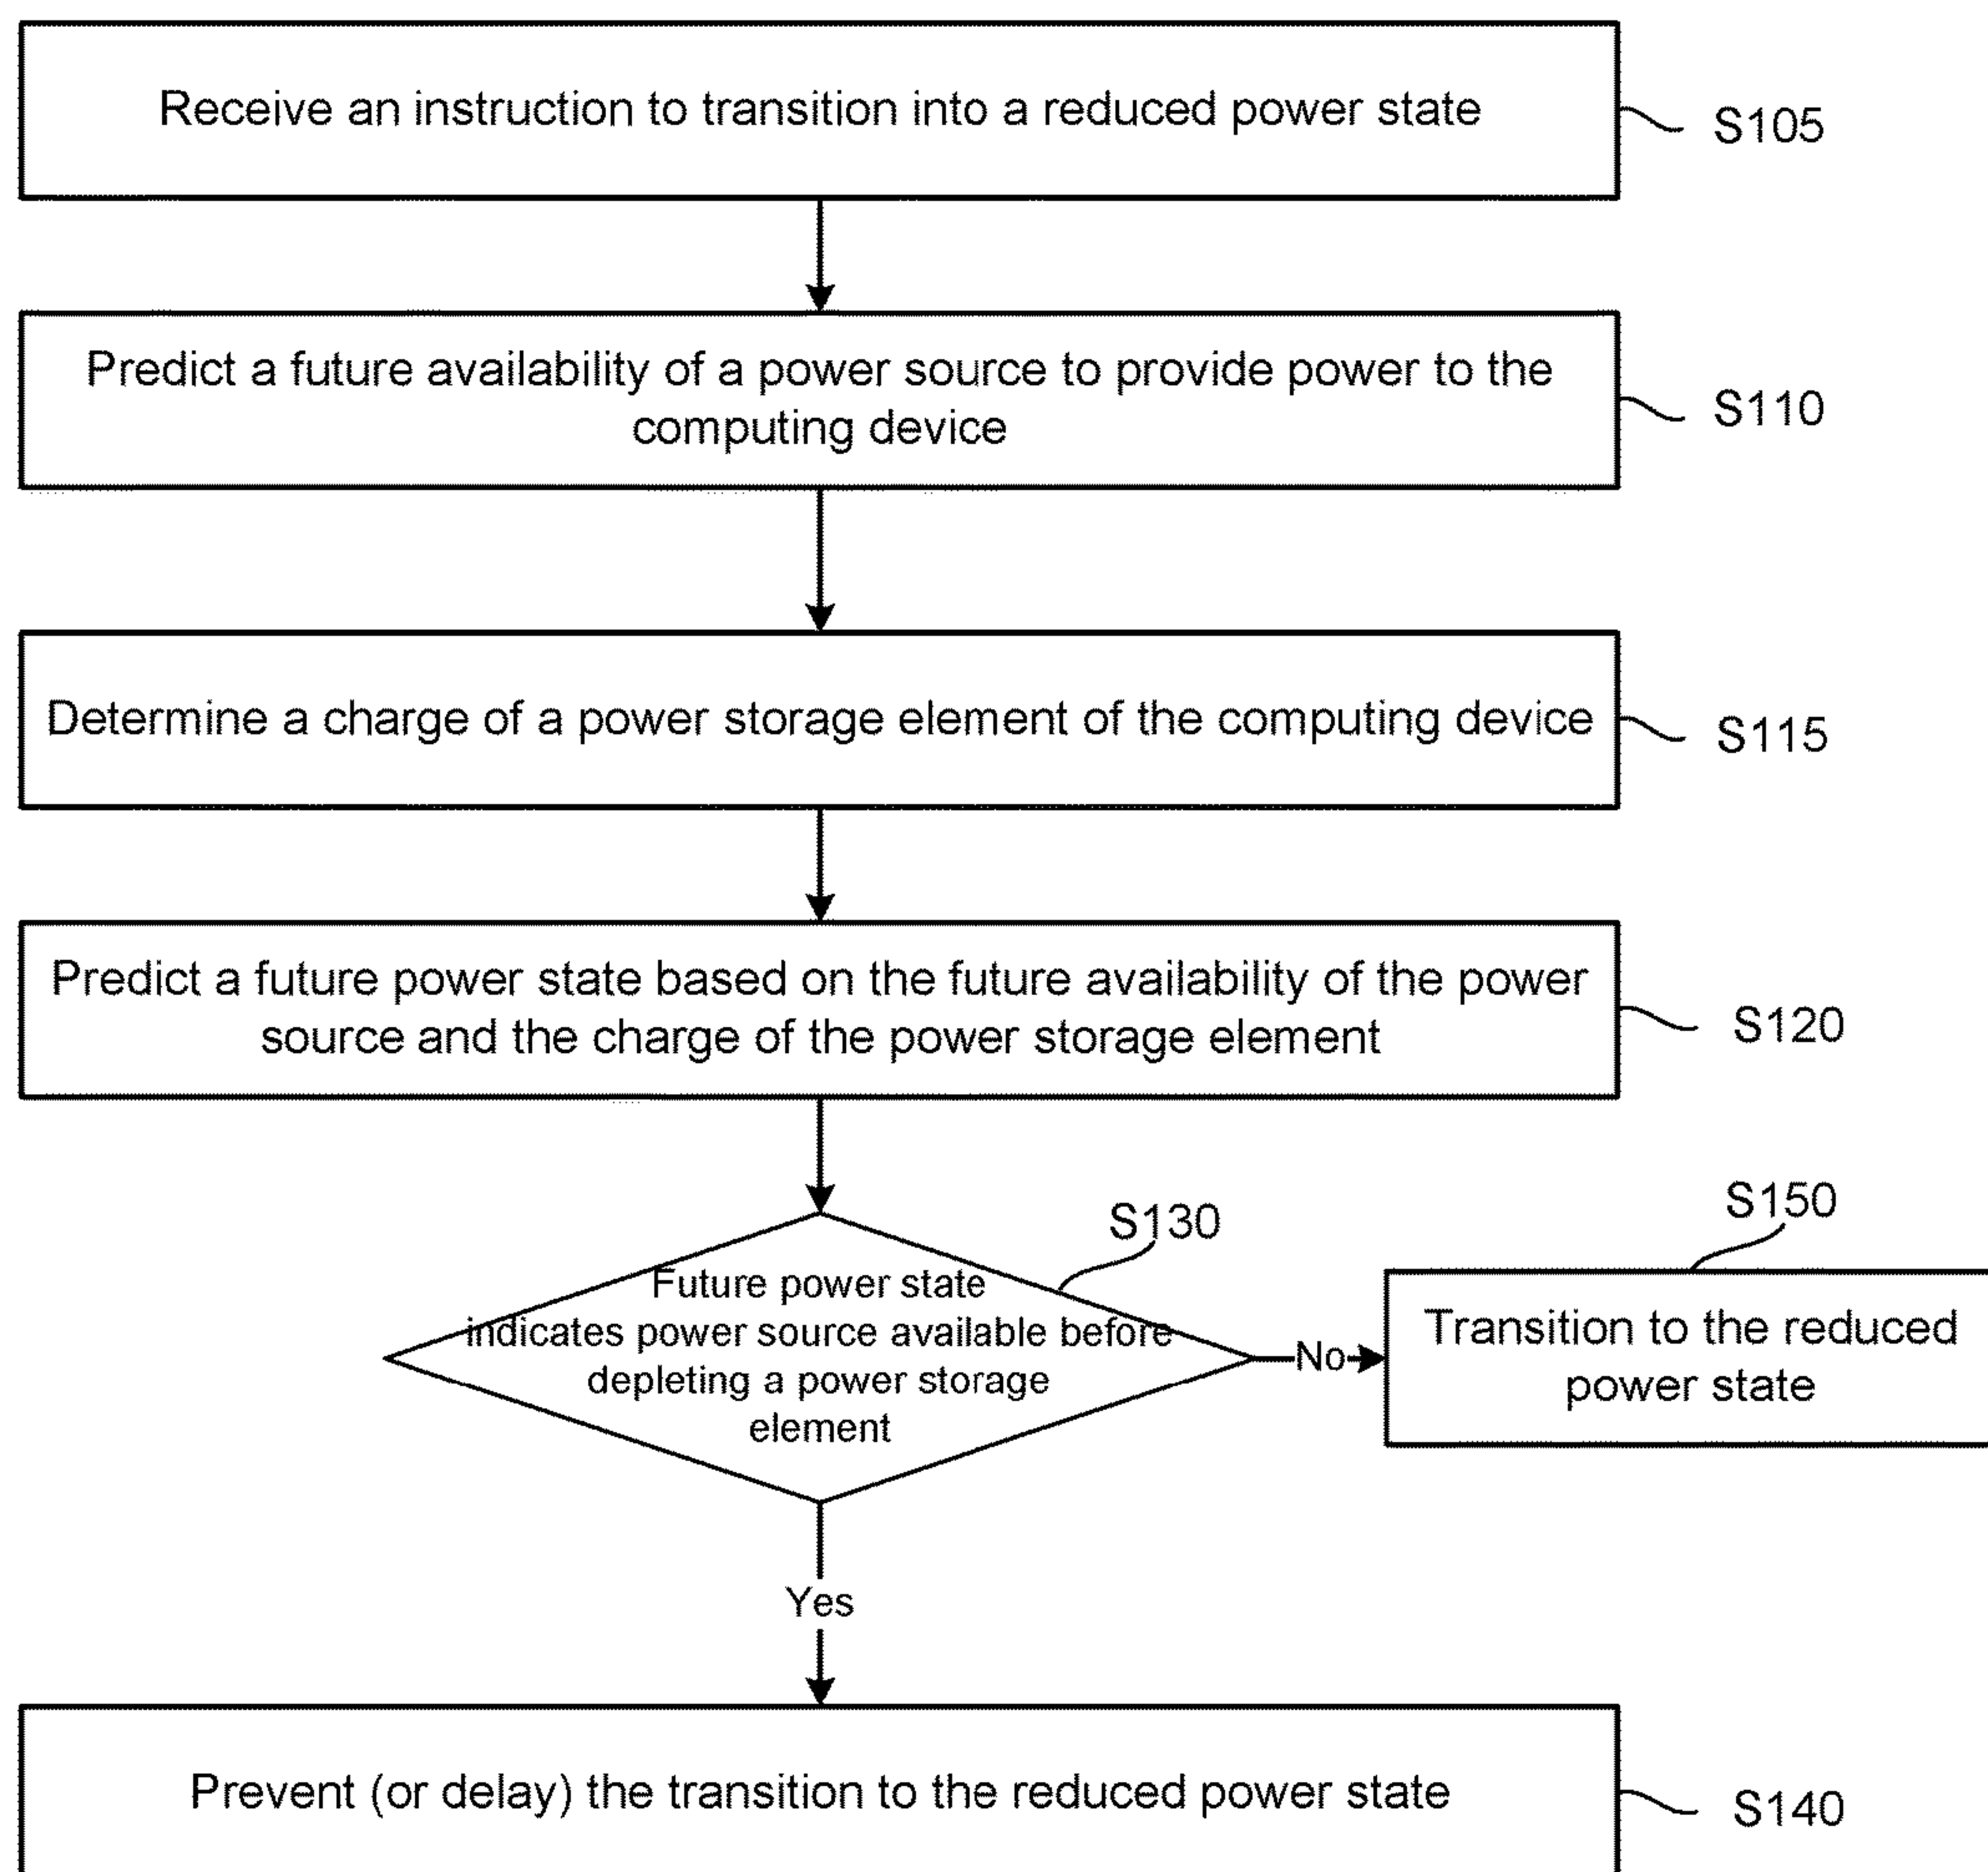 Receive an instruction to transition into a reduced power state
S105
Predict a future availability of a power source to provide power to the
computing device
S110
Determine a charge of a power storage element of the computing device
S115
Predict a future power state based on the future availability of the power
source and the charge of the power storage element
S120
S130
Future power state
indicates power source available before
depleting a power storage
element
No
S150
Transition to the reduced
power state
Yes
Prevent (or delay) the transition to the reduced power state
S140